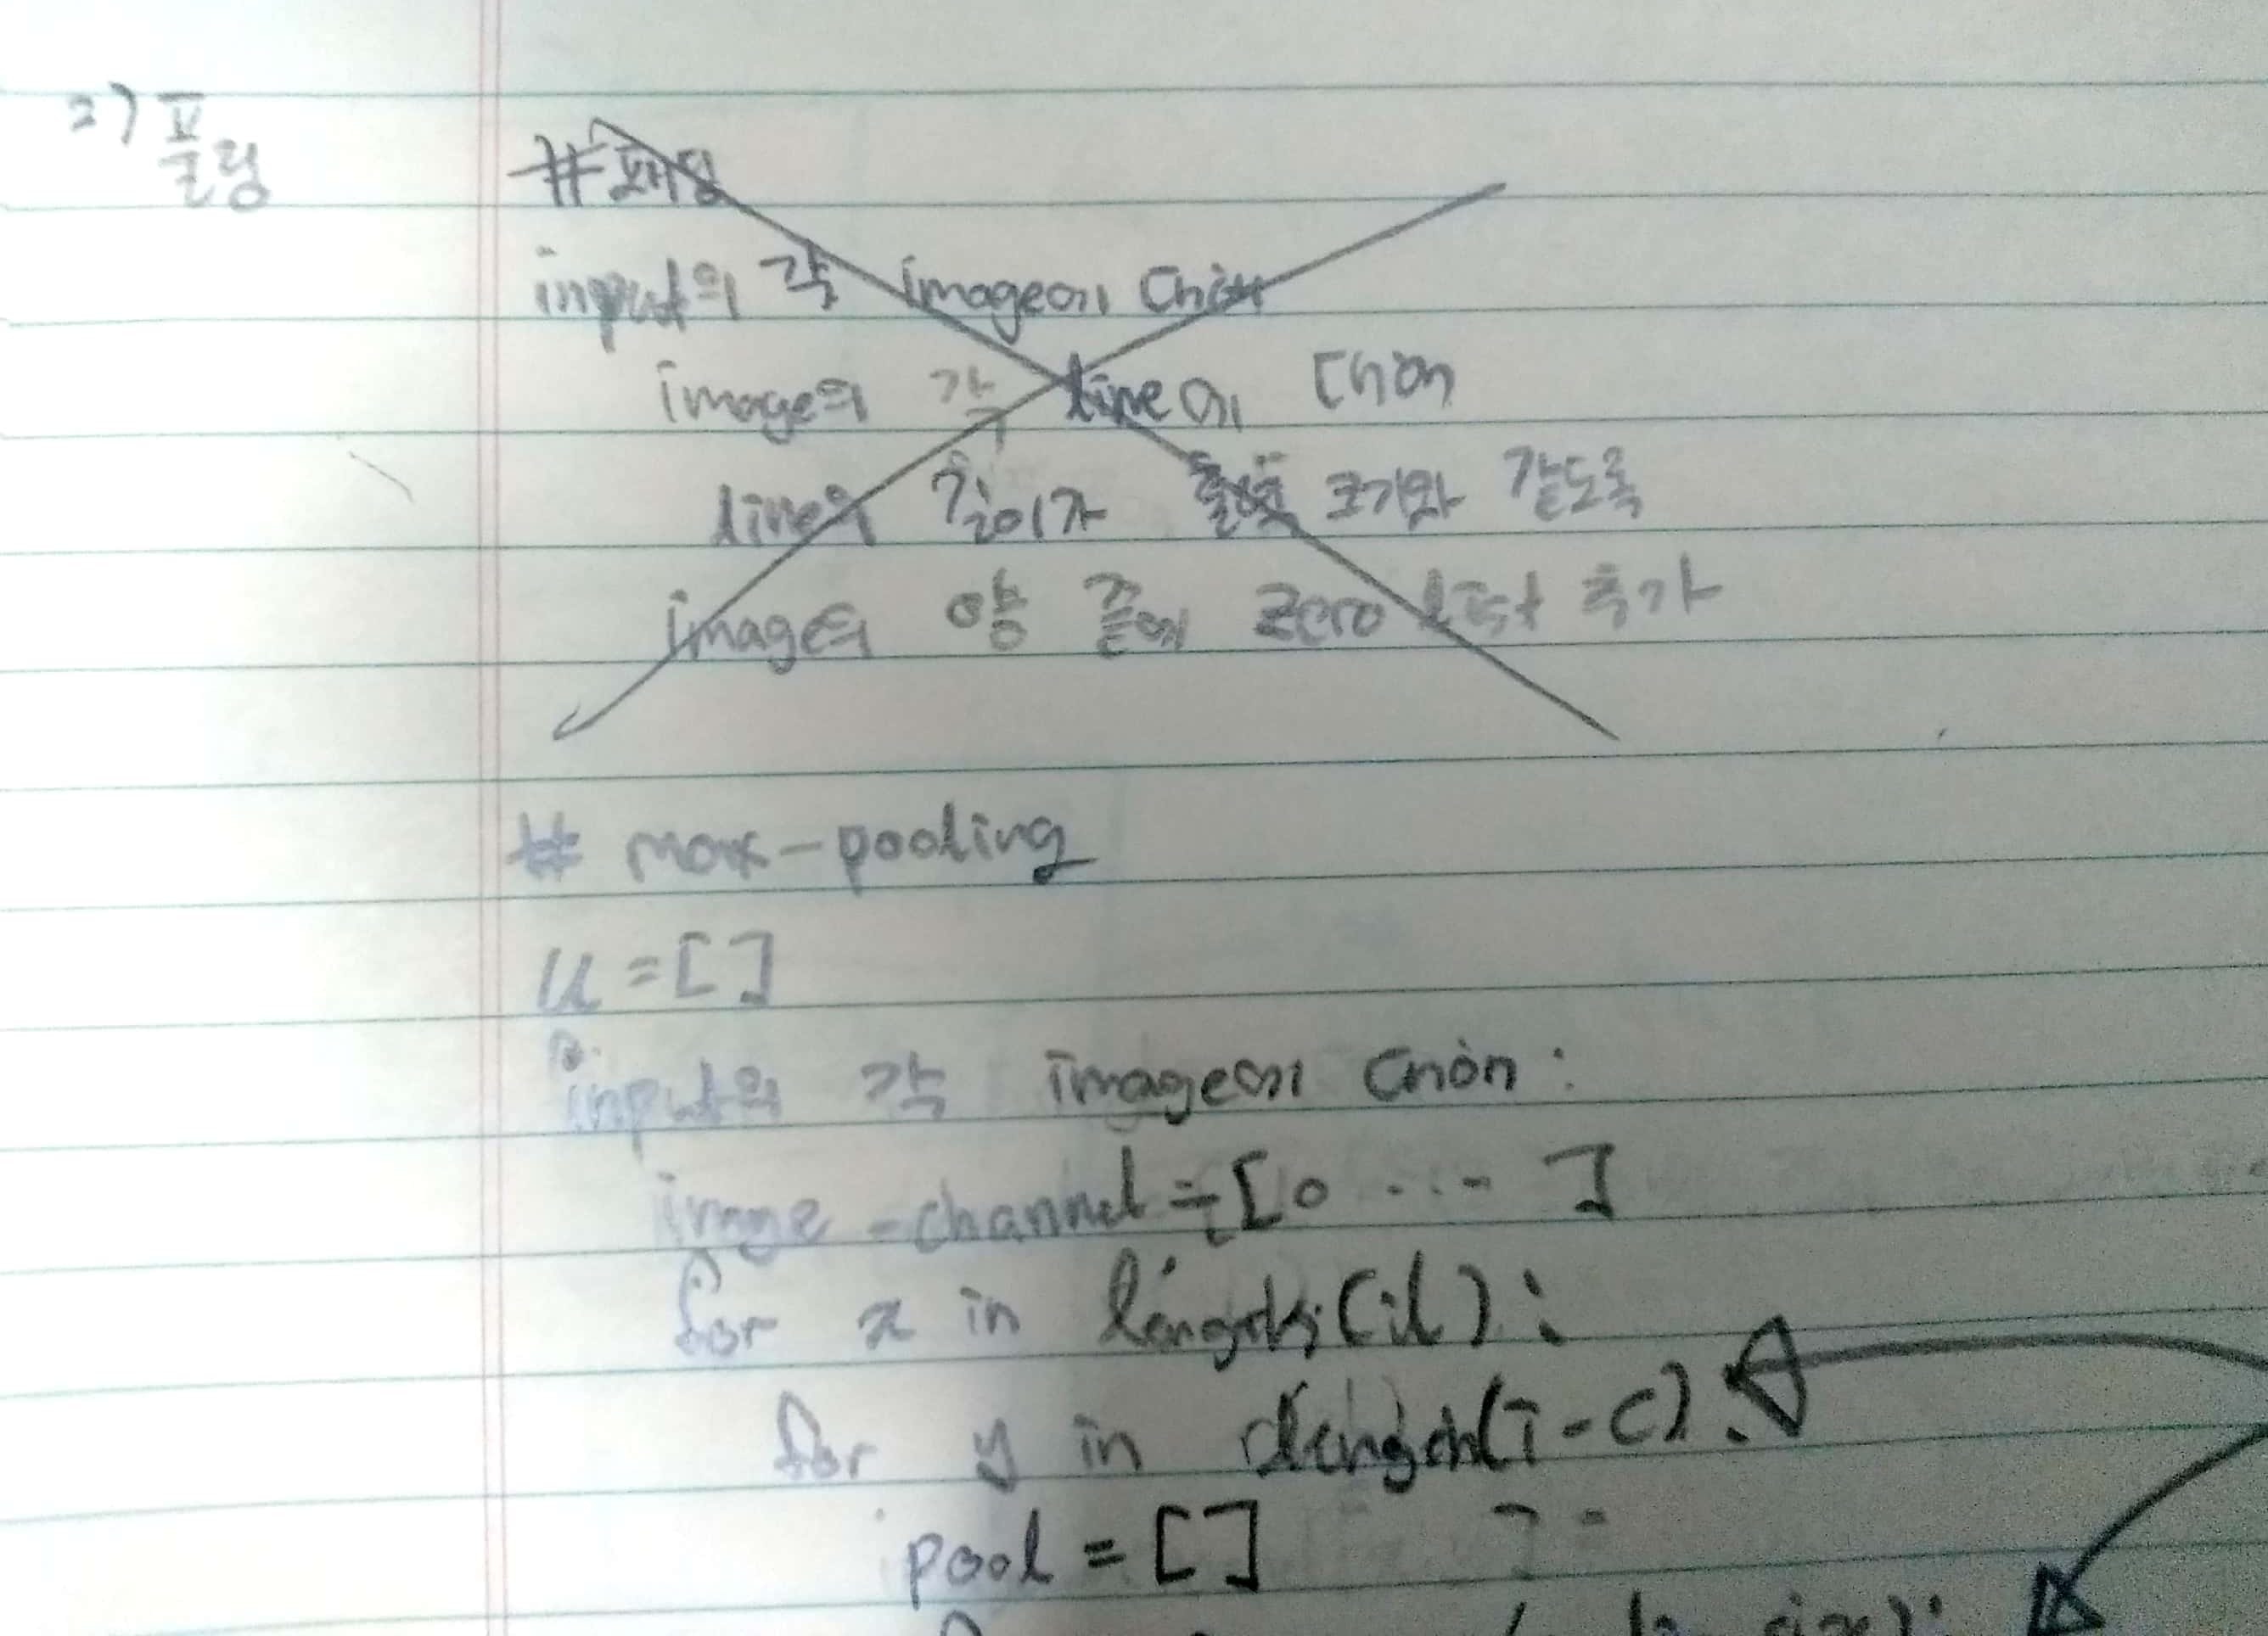 2) 풀링
# 패딩
input의 각 image에 대해
image의 각 line에 대해
line의 길이가 출력 크기와 같도록
image의 양 끝에 zero list 추가
# max-pooling
u = []
input의 각 image에 대해 :
image-channel = [0 ... ]
for x in length(il) :
for y in length(i-c) :
pool = []
size) :